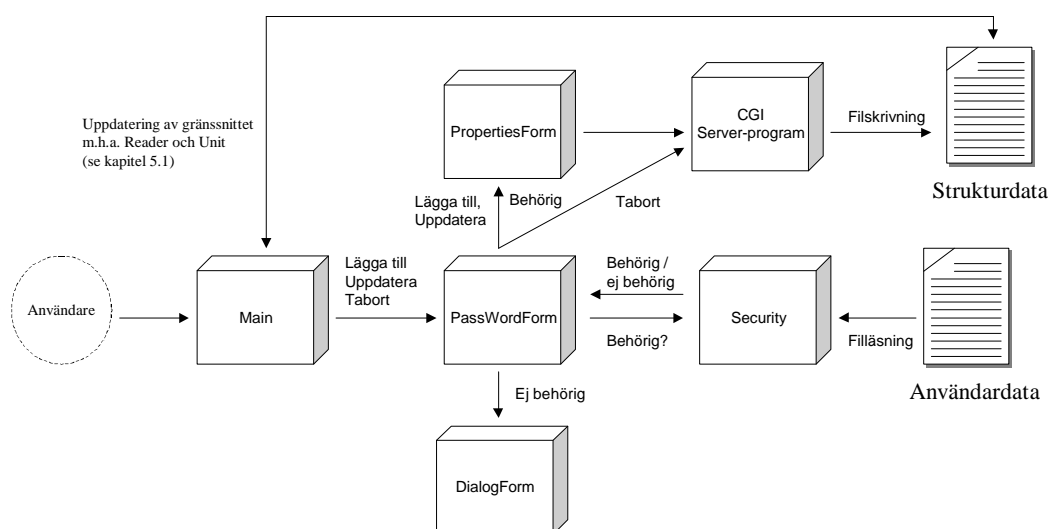 Uppdatering av gränssnittet
m.h.a. Reader och Unit
(se kapitel 5.1)
PropertiesForm
CGI
Server-program
Filskrivning
Strukturdata
Lägga till,
Uppdatera
Behörig
Tabort
Användare
Main
Lägga till
Uppdatera
Tabort
PassWordForm
Behörig /
ej behörig
Behörig?
Security
Filläsning
Användardata
Ej behörig
DialogForm